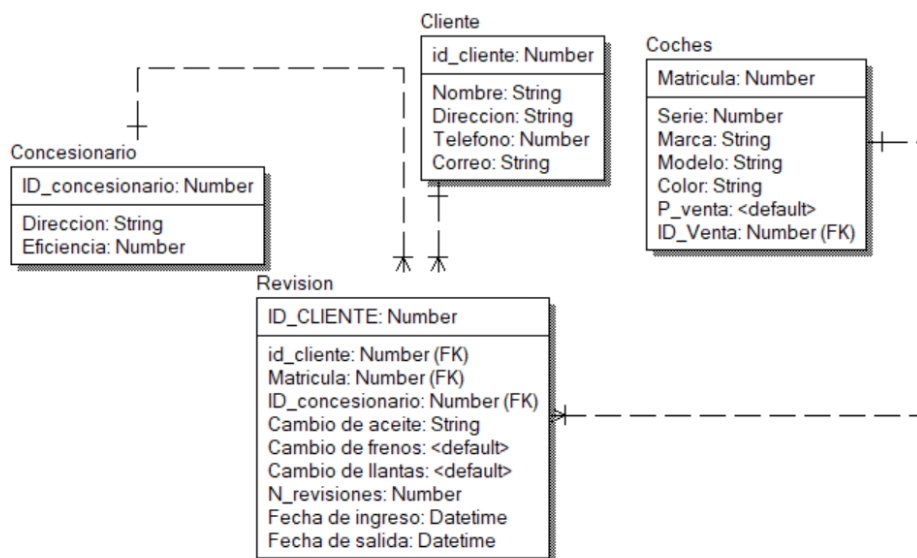 Cliente
id_cliente: Number
Nombre: String
Direccion: String
Telefono: Number
Correo: String
Coches
Matricula: Number
Serie: Number
Marca: String
Modelo: String
Color: String
P_venta: <default>
ID_Venta: Number (FK)
Concesionario
ID_concesionario: Number
Direccion: String
Eficiencia: Number
Revision
ID_CLIENTE: Number
id_cliente: Number (FK)
Matricula: Number (FK)
ID_concesionario: Number (FK)
Cambio de aceite: String
Cambio de frenos: <default>
Cambio de llantas: <default>
N_revisiones: Number
Fecha de ingreso: Datetime
Fecha de salida: Datetime